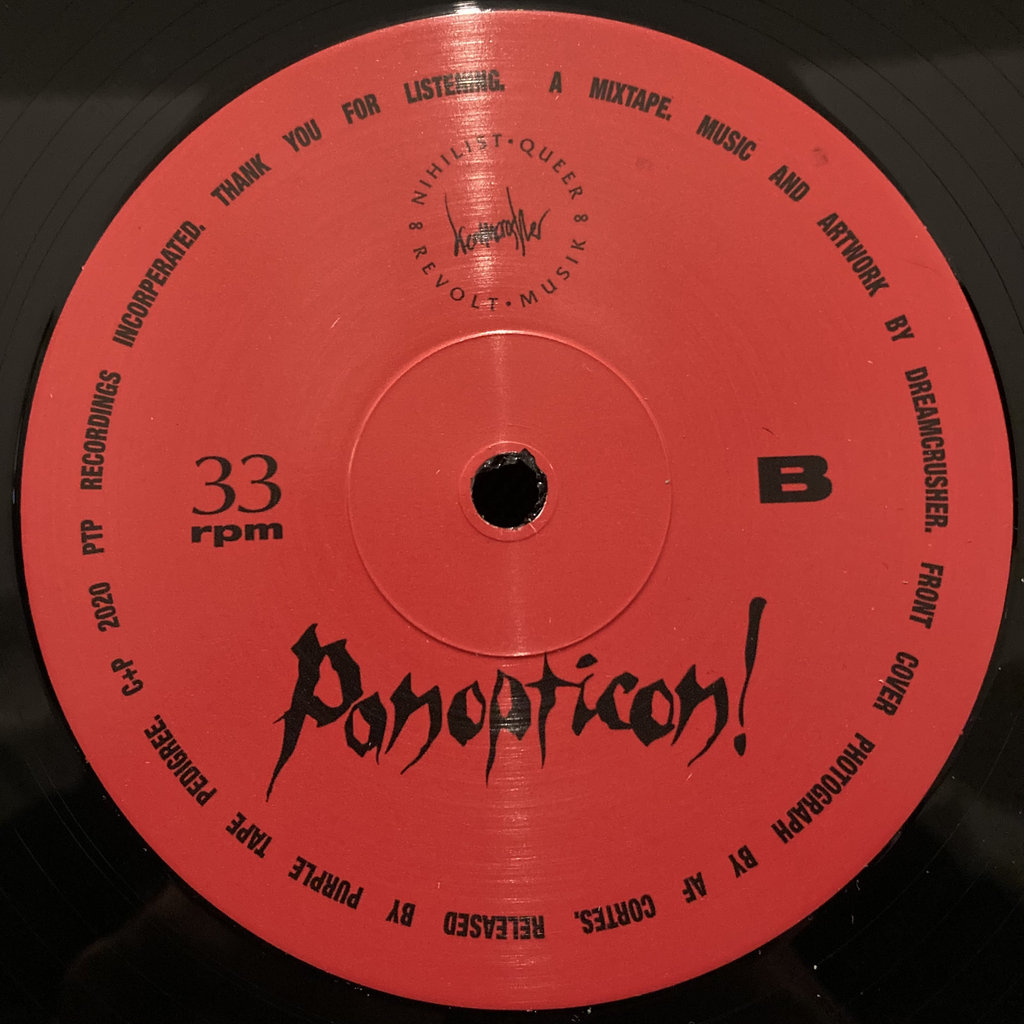 A MIXTAPE. MUSIC AND ARTWORK BY DREAMCRUSHER. FRONT COVER PHOTOGRAPH BY AF CORTES. RELEASED BY PURPLE TAPE PEDIGREE. C+P 2020 PTP RECORDINGS INCORPERATED. THANK YOU FOR LISTENING.
8 NIHILIST · QUEER 8
Dreamcrusher
REVOLT · MUSIK
33
rpm
B
Panopticon!